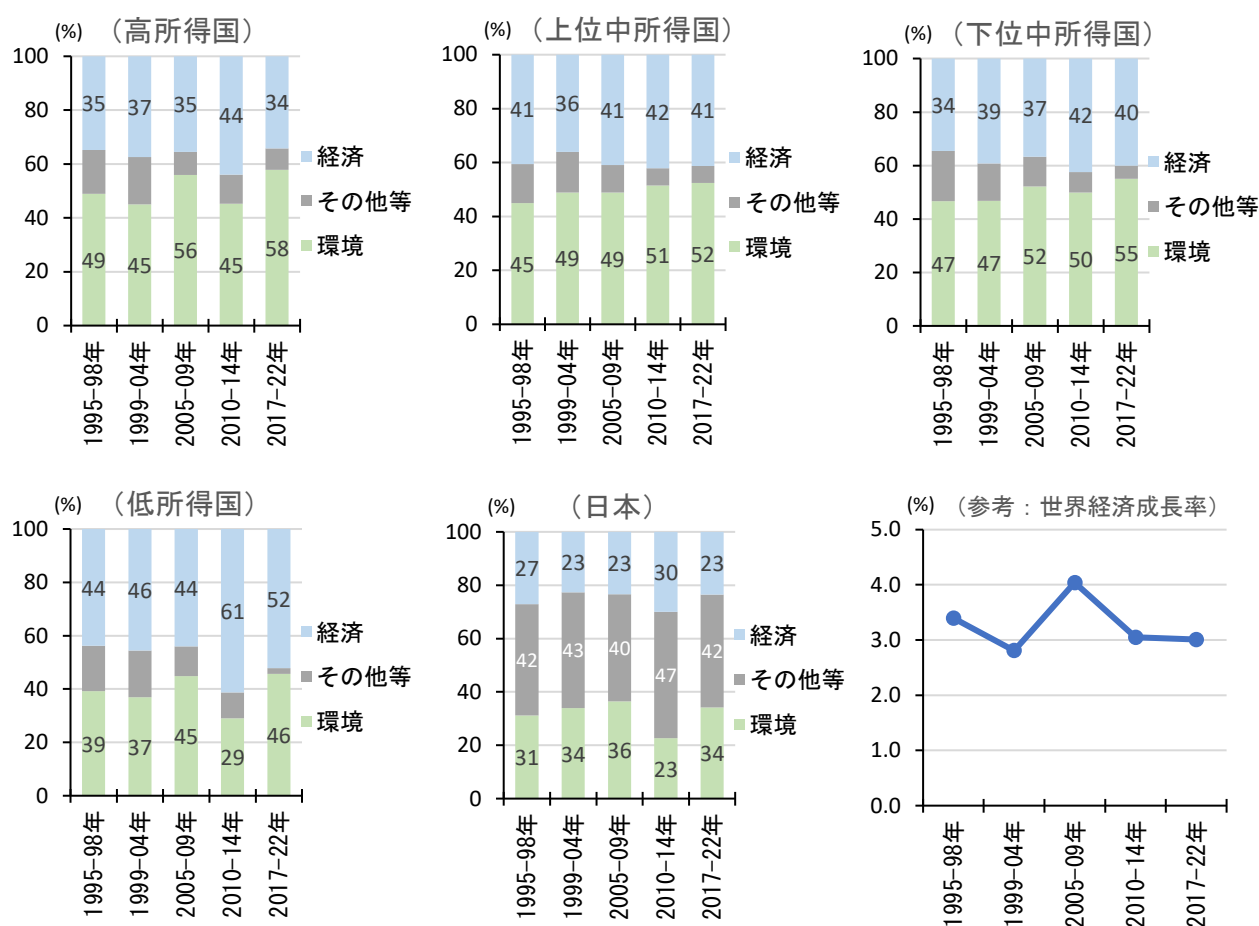 (%) （高所得国）
100
80
60
40
20
0
35 37 35 44 34
49 45 56 45 58
経済
その他等
環境
1995-98年
1999-04年
2005-09年
2010-14年
2017-22年
(%) （上位中所得国）
100
80
60
40
20
0
41 36 41 42 41
45 49 49 51 52
経済
その他等
環境
1995-98年
1999-04年
2005-09年
2010-14年
2017-22年
(%) （下位中所得国）
100
80
60
40
20
0
34 39 37 42 40
47 47 52 50 55
経済
その他等
環境
1995-98年
1999-04年
2005-09年
2010-14年
2017-22年
(%) （低所得国）
100
80
60
40
20
0
44 46 44 61 52
39 37 45 29 46
経済
その他等
環境
1995-98年
1999-04年
2005-09年
2010-14年
2017-22年
(%) （日本）
100
80
60
40
20
0
27 23 23 30 23
42 43 40 47 42
31 34 36 23 34
経済
その他等
環境
1995-98年
1999-04年
2005-09年
2010-14年
2017-22年
(%) （参考：世界経済成長率）
5.0
4.0
3.0
2.0
1.0
0.0
1995-98年
1999-04年
2005-09年
2010-14年
2017-22年